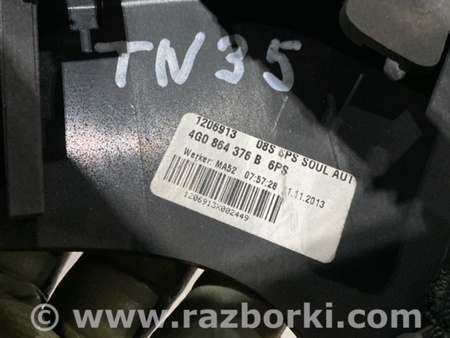 TN35
1206913 08S 6PS SOUL AUT
4G0 864 376 B 6PS
Werker: MA52 07:57:28 11.11.2013
1206913X002449
www.razborki.com